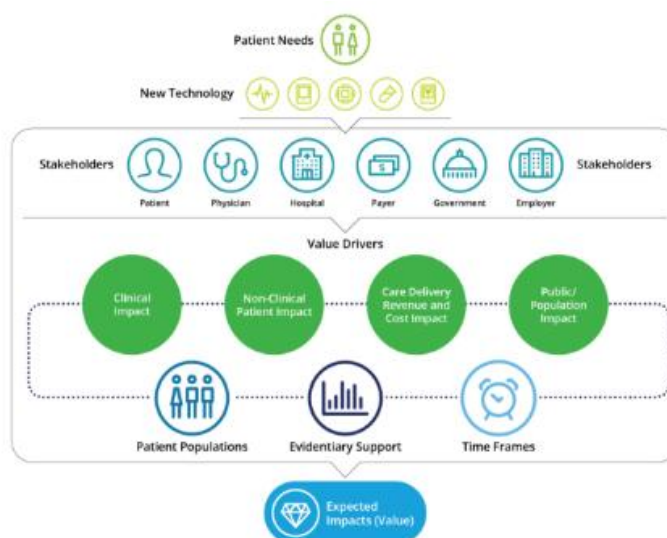 Patient Needs
New Technology
Stakeholders
Stakeholders
Patient
Physician
Hospital
Payer
Government
Employer
Value Drivers
Clinical
Impact
Non-Clinical
Patient Impact
Care Delivery
Revenue and
Cost Impact
Public/
Population
Impact
Patient Populations
Evidentiary Support
Time Frames
Expected
Impacts (Value)